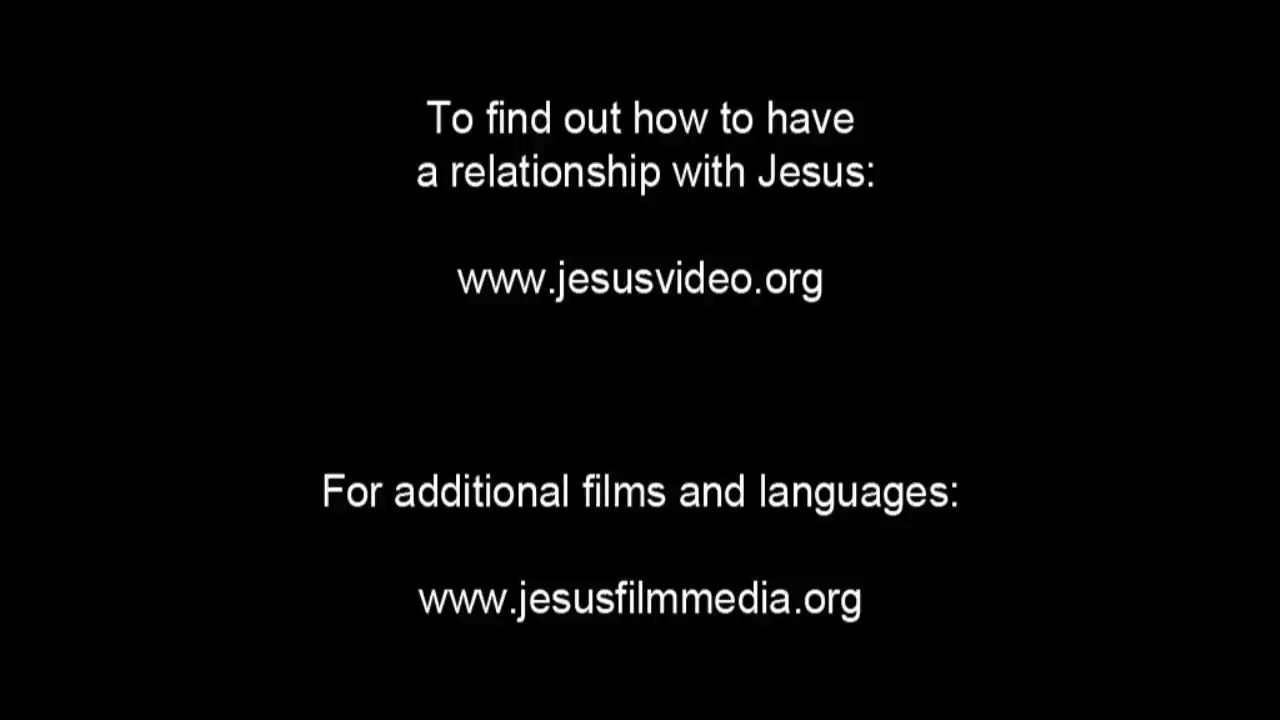 To find out how to have
a relationship with Jesus:
www.jesusvideo.org
For additional films and languages:
www.jesusfilmmedia.org